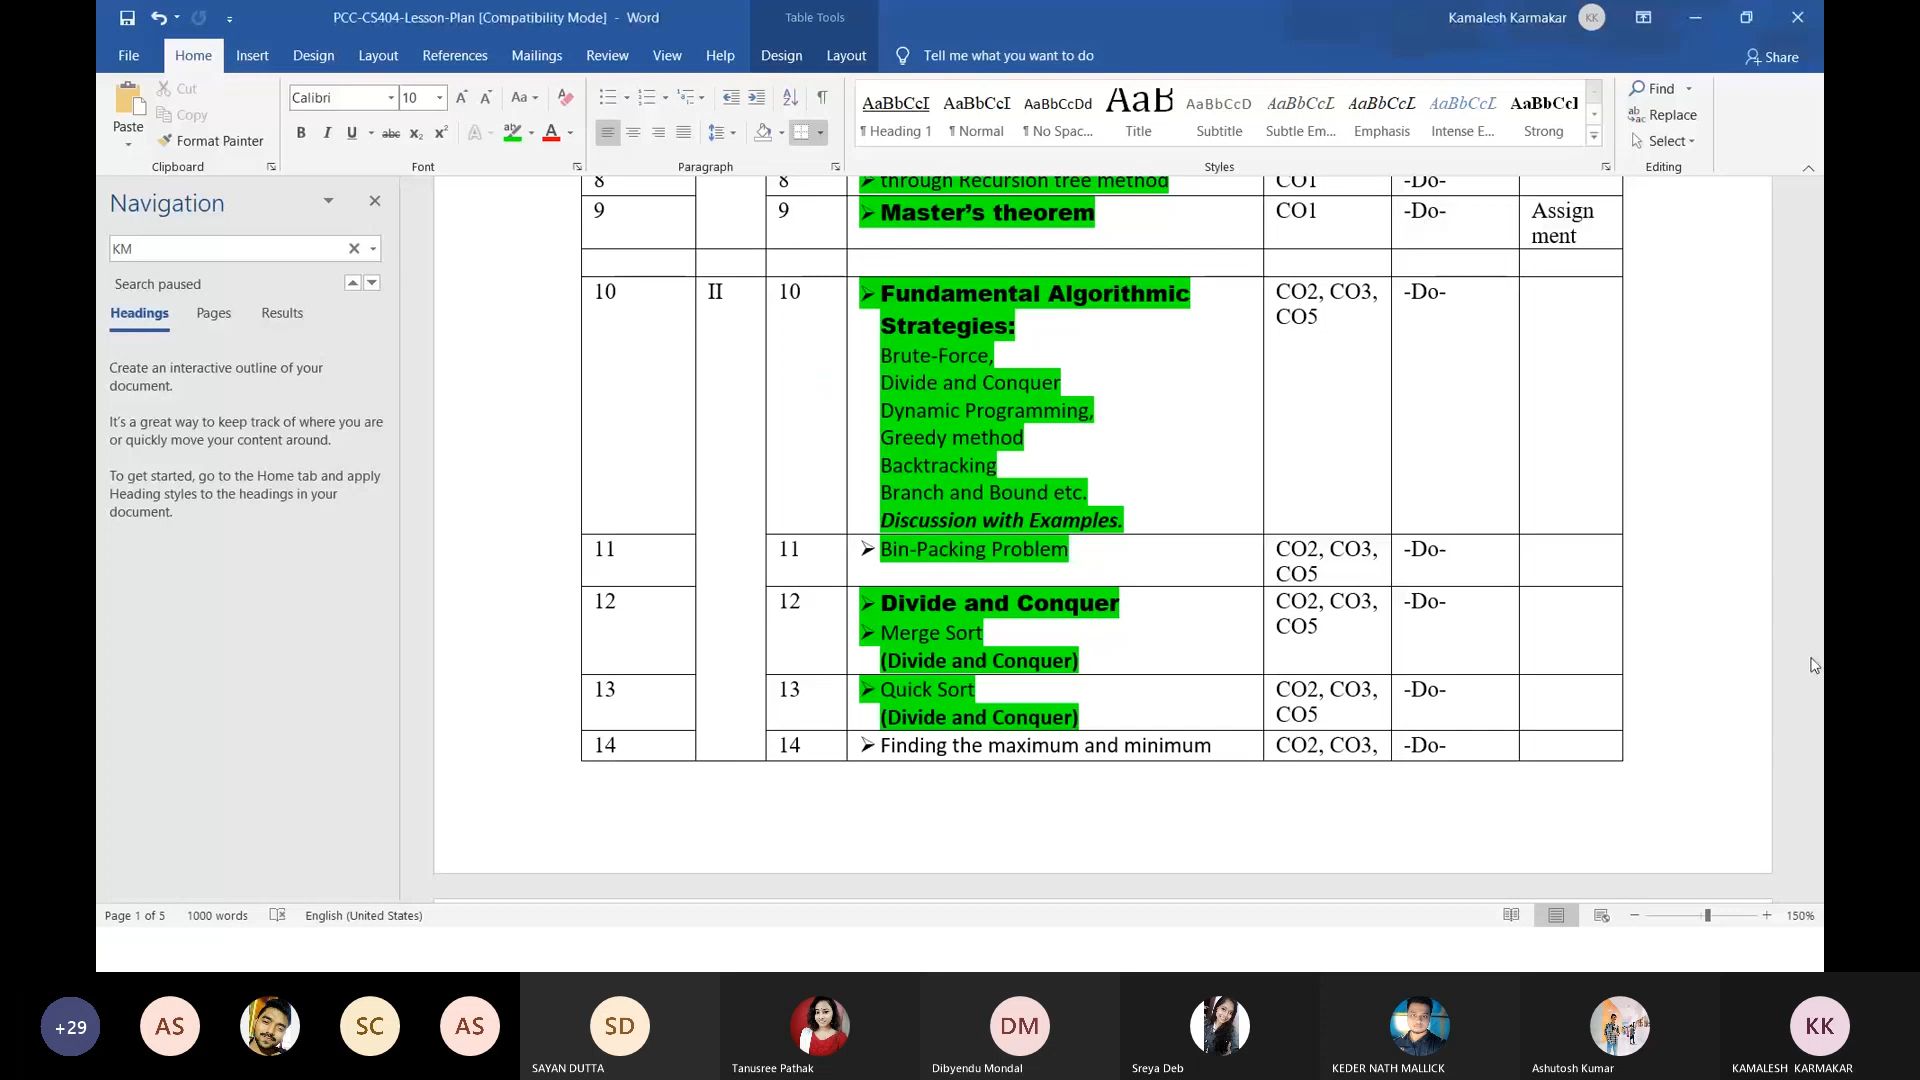 PCC-CS404-Lesson-Plan [Compatibility Mode] - Word
Table Tools
Kamalesh Karmakar
KK
File
Home
Insert
Design
Layout
References
Mailings
Review
View
Help
Design
Layout
Tell me what you want to do
Share
Paste
Cut
Copy
Format Painter
Clipboard
Calibri
10
Font
Paragraph
AaBbCcI
¶ Heading 1
AaBbCcI
¶ Normal
AaBbCcDd
¶ No Spac...
AaB
Title
AaBbCcD
Subtitle
AaBbCcL
Subtle Em...
AaBbCcL
Emphasis
AaBbCcL
Intense E...
AaBbCcI
Strong
Styles
Find
Replace
Select
Editing
Navigation
KM
Search paused
Headings
Pages
Results
Create an interactive outline of your
document.
It's a great way to keep track of where you are
or quickly move your content around.
To get started, go to the Home tab and apply
Heading styles to the headings in your
document.
8 8 through Recursion tree method CO1 -Do-
9 9 Master's theorem CO1 -Do- Assign
ment
10 II 10 Fundamental Algorithmic CO2, CO3, -Do-
Strategies: CO5
Brute-Force,
Divide and Conquer
Dynamic Programming,
Greedy method
Backtracking
Branch and Bound etc.
Discussion with Examples.
11 11 Bin-Packing Problem CO2, CO3, -Do-
CO5
12 12 Divide and Conquer CO2, CO3, -Do-
Merge Sort CO5
(Divide and Conquer)
13 13 Quick Sort CO2, CO3, -Do-
(Divide and Conquer) CO5
14 14 Finding the maximum and minimum CO2, CO3, -Do-
Page 1 of 5
1000 words
English (United States)
150%
+29
AS
SC
AS
SD
SAYAN DUTTA
Tanusree Pathak
DM
Dibyendu Mondal
Sreya Deb
KEDER NATH MALLICK
Ashutosh Kumar
KK
KAMALESH KARMAKAR